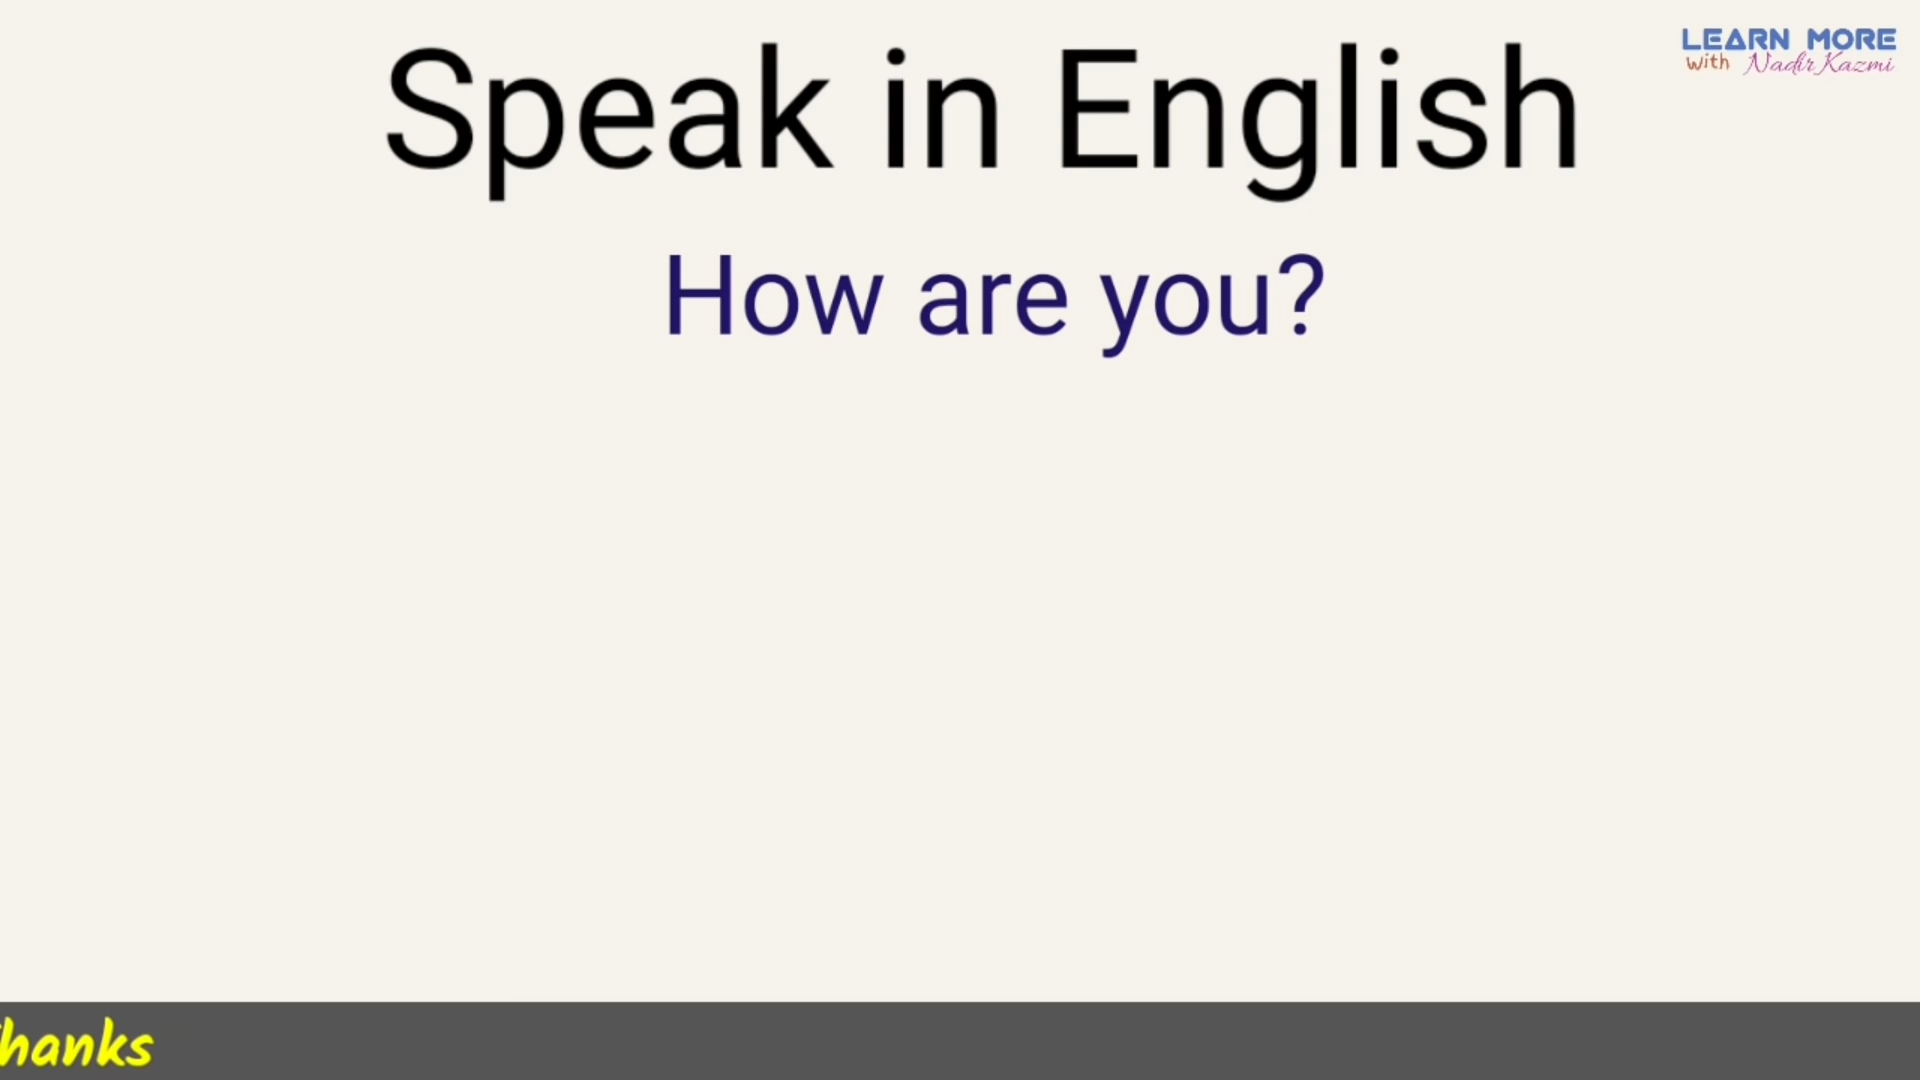 Speak in English
LEARN MORE
with Nadir Kazmi
How are you?
hanks